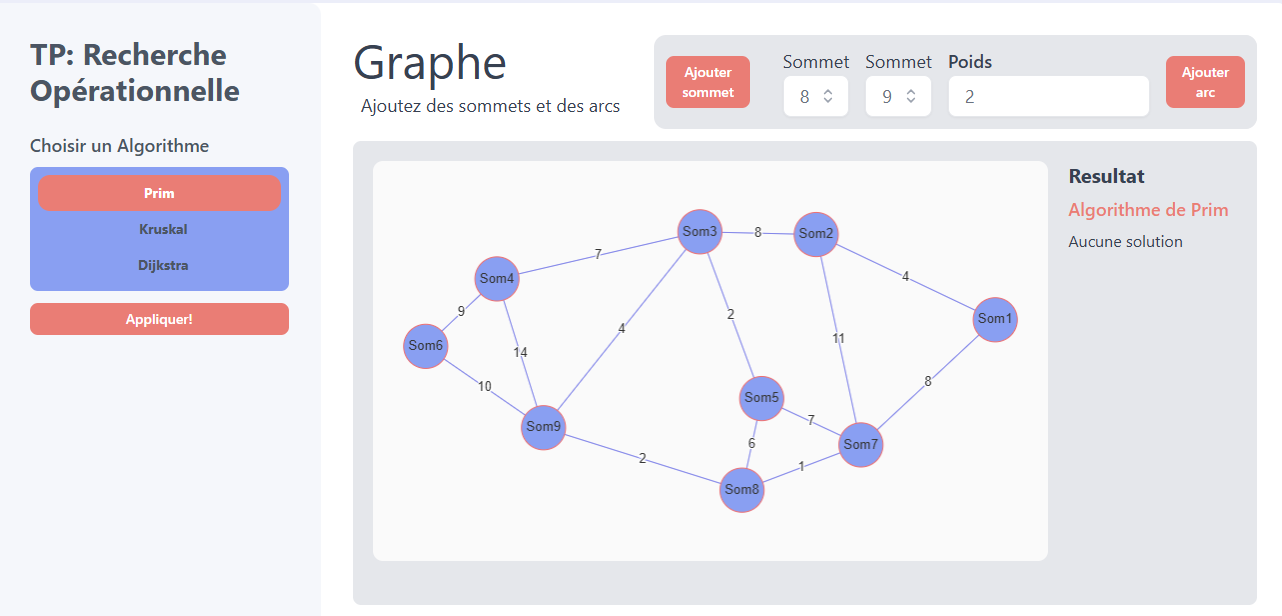 TP: Recherche
Opérationnelle
Choisir un Algorithme
Prim
Kruskal
Dijkstra
Appliquer!
Graphe
Ajoutez des sommets et des arcs
Ajouter
sommet
Sommet
8
Sommet
9
Poids
2
Ajouter
arc
Som3
8
Som2
7
4
Som4
9
4
2
11
Som1
14
Som6
10
8
Som5
7
Som9
6
Som7
2
1
Som8
Resultat
Algorithme de Prim
Aucune solution